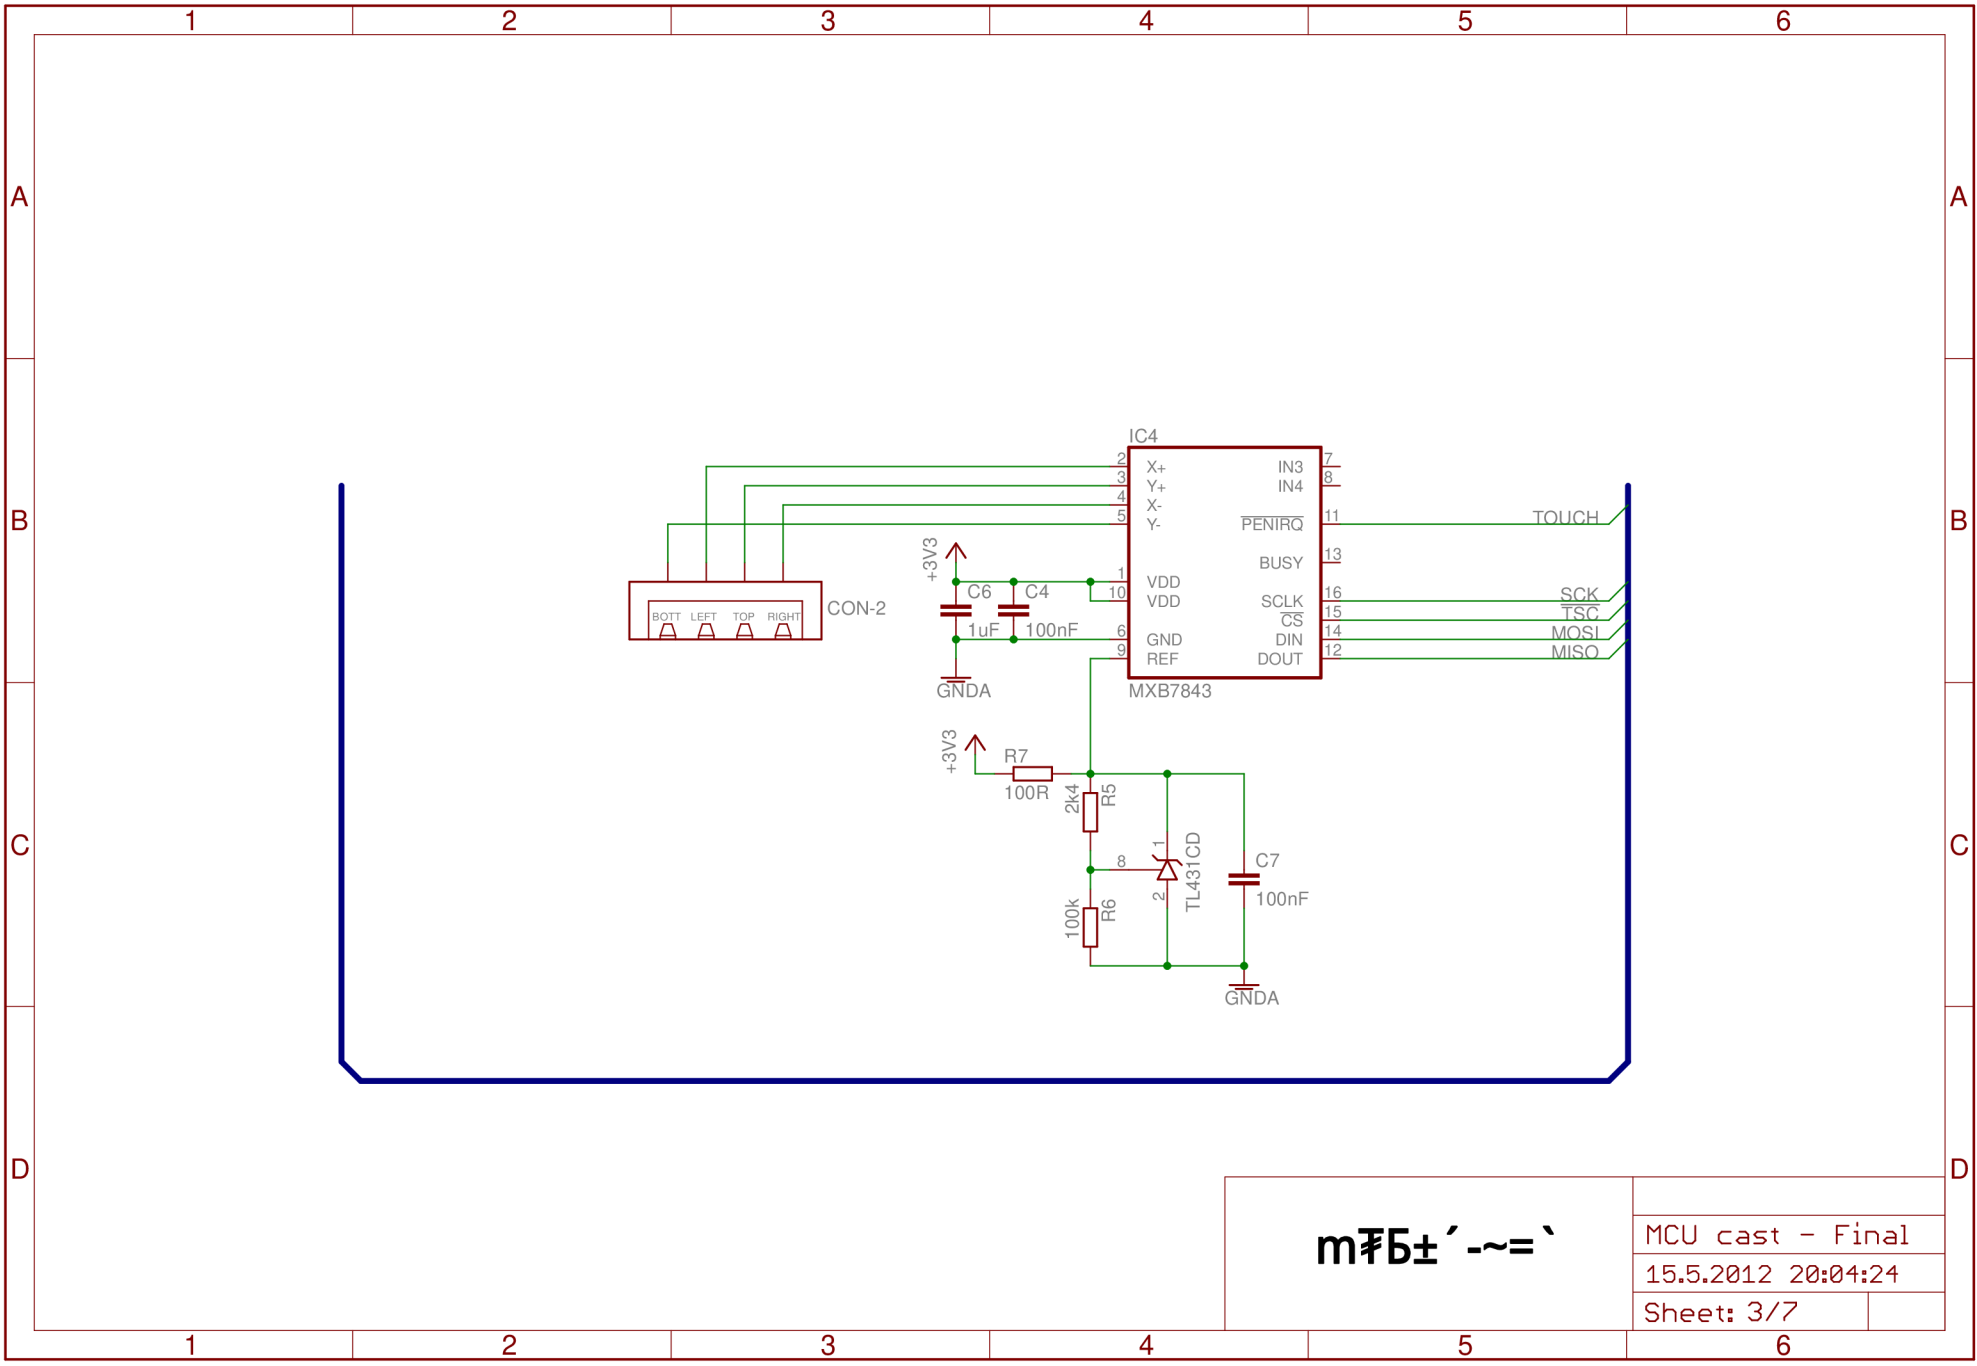 1 2 3 4 5 6
A A
B B
C C
D D
IC4
2 X+ IN3 7
3 Y+ IN4 8
4 X-
5 Y- PENIRQ 11 TOUCH
BUSY 13
+3V3
1 VDD
10 VDD SCLK 16 SCK
CS 15 TSC
6 GND DIN 14 MOSI
9 REF DOUT 12 MISO
MXB7843
C6 C4
1uF 100nF
GNDA
BOTT LEFT TOP RIGHT
CON-2
+3V3
R7
100R
2k4 R5
8 1 2 TL431CD
C7
100nF
100k R6
GNDA
m₮Б±´-~=`
MCU cast - Final
15.5.2012 20:04:24
Sheet: 3/7
1 2 3 4 5 6